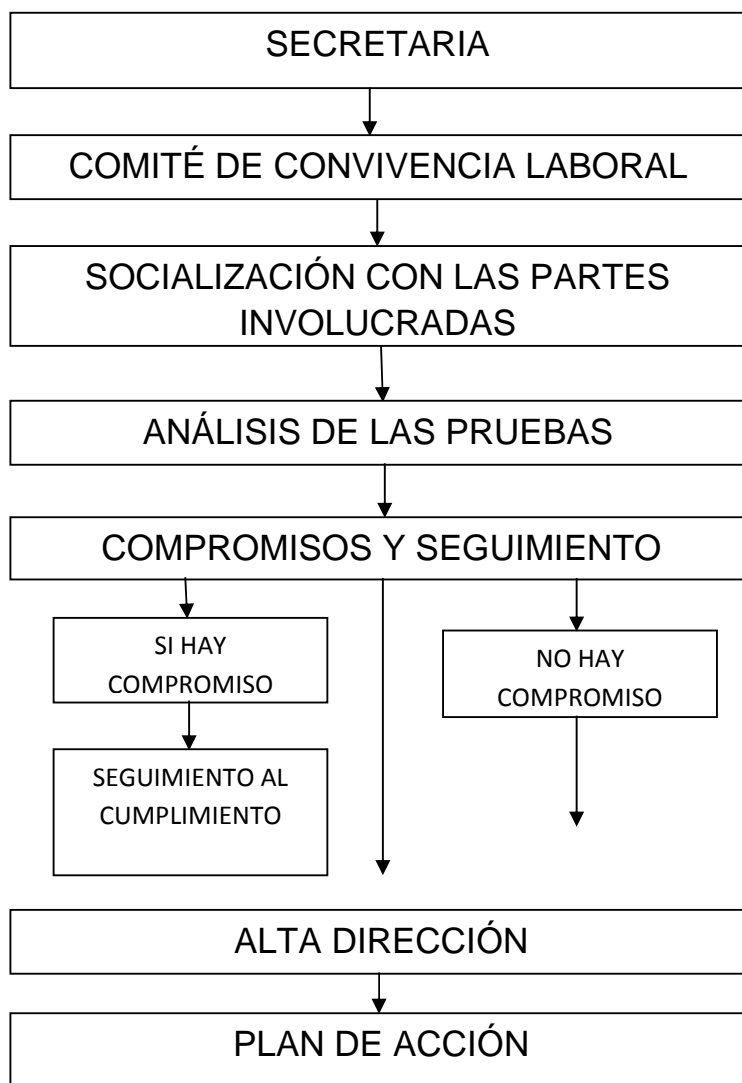 SECRETARIA
COMITÉ DE CONVIVENCIA LABORAL
SOCIALIZACIÓN CON LAS PARTES
INVOLUCRADAS
ANÁLISIS DE LAS PRUEBAS
COMPROMISOS Y SEGUIMIENTO
SI HAY
COMPROMISO
NO HAY
COMPROMISO
SEGUIMIENTO AL
CUMPLIMIENTO
ALTA DIRECCIÓN
PLAN DE ACCIÓN